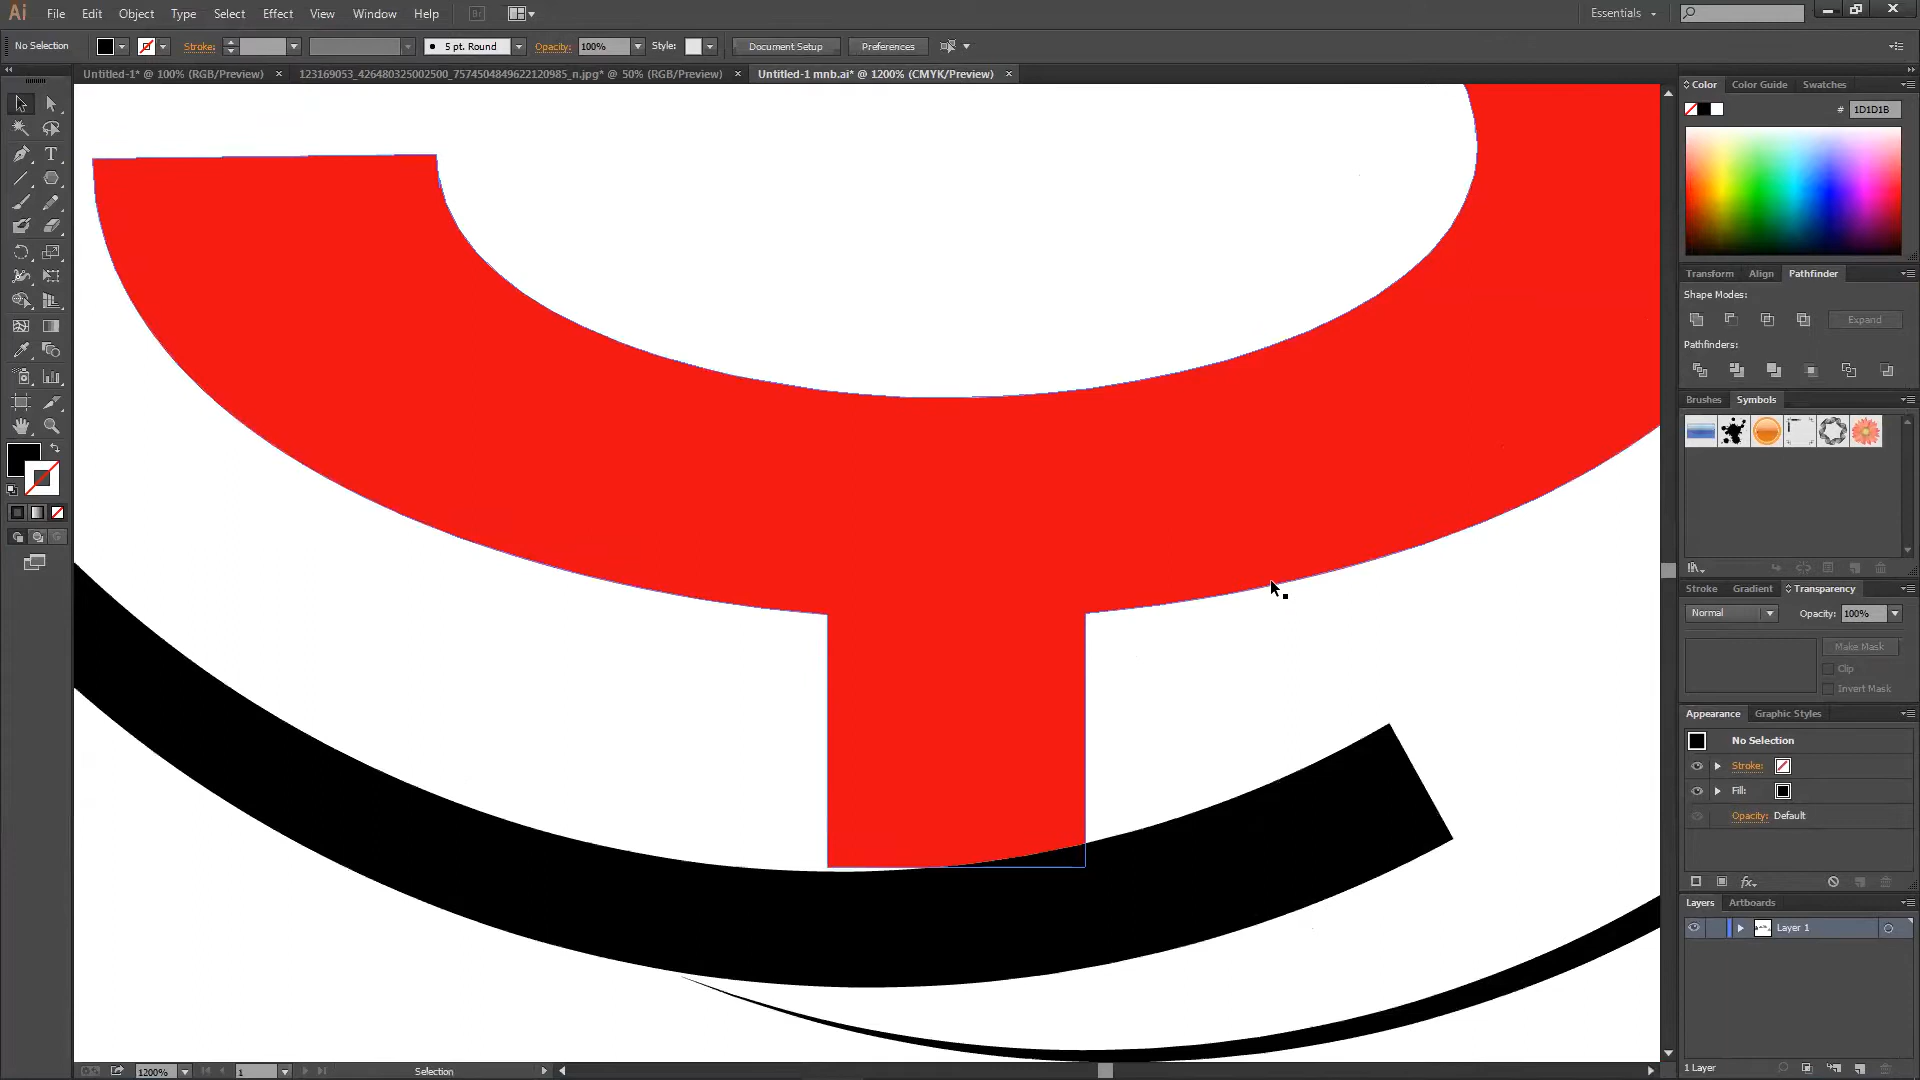 Ai File Edit Object Type Select Effect View Window Help Br Essentials
No Selection Stroke: 5 pt. Round Opacity: 100% Style: Document Setup Preferences
Untitled-1* @ 100% (RGB/Preview) × 123169053_426480325002500_7574504849622120985_n.jpg* @ 50% (RGB/Preview) × Untitled-1 mnb.ai* @ 1200% (CMYK/Preview) ×
Color Color Guide Swatches
# 1D1D1B
Transform Align Pathfinder
Shape Modes:
Expand
Pathfinders:
Brushes Symbols
Stroke Gradient Transparency
Normal Opacity: 100%
Make Mask
Clip
Invert Mask
Appearance Graphic Styles
No Selection
Stroke:
Fill:
Opacity: Default
fx
Layers Artboards
Layer 1
1 Layer
1200% 1 Selection